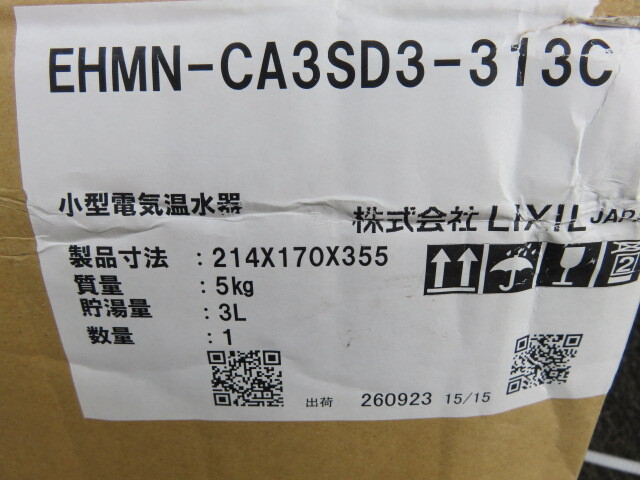 EHMN-CA3SD3-313C
小型電気温水器
株式会社 LIXIL JAPA
製品寸法 : 214X170X355
質量 : 5kg
貯湯量 : 3L
数量 : 1
出荷 260923 15/15